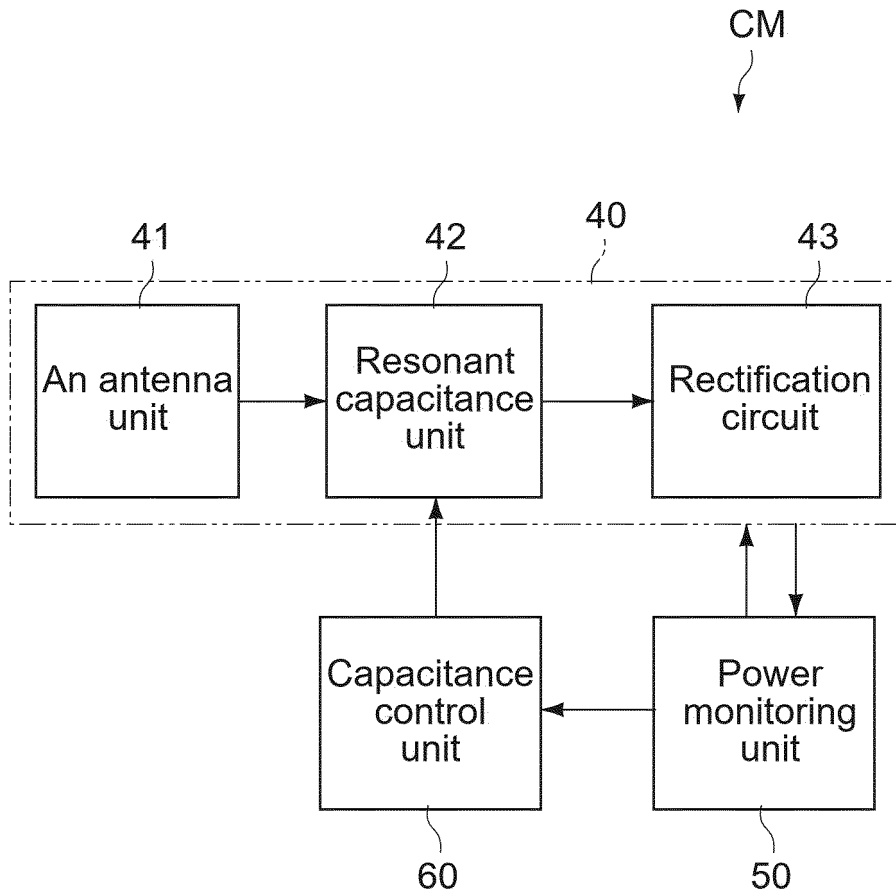 CM
40
41
42
43
An antenna
unit
Resonant
capacitance
unit
Rectification
circuit
Capacitance
control
unit
Power
monitoring
unit
60
50